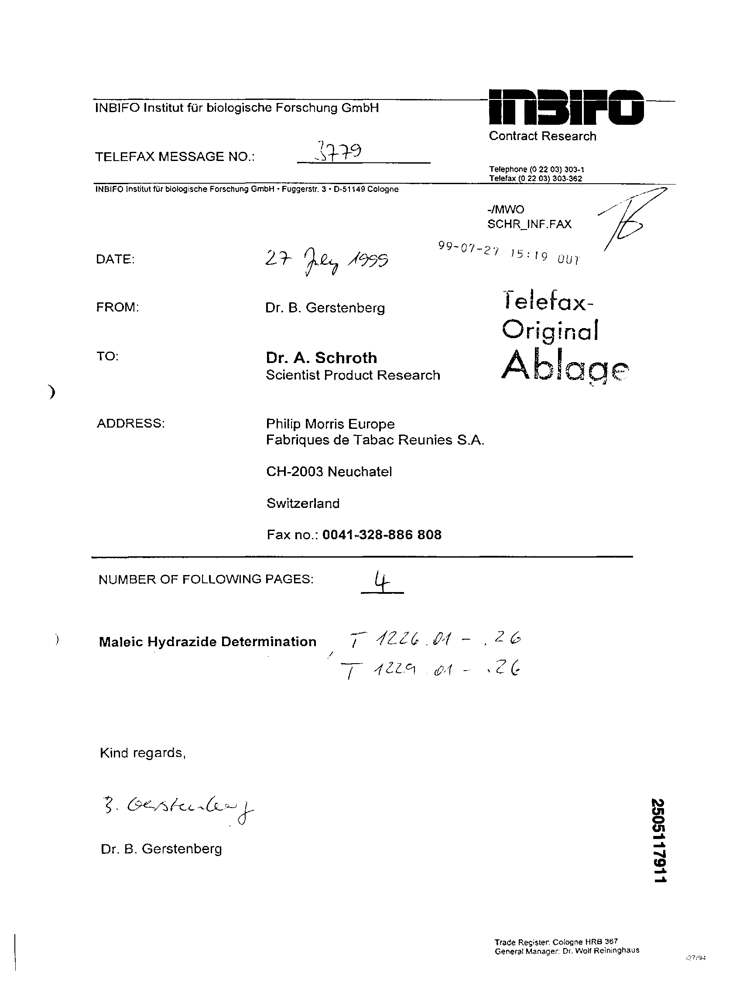 INBIFO Institut für biologische Forschung GmbH
INBIFO
Contract Research
TELEFAX MESSAGE NO.: 3779
Telephone (0 22 03) 303-1
Telefax (0 22 03) 303-362
INBIFO Institut für biologische Forschung GmbH • Fuggerstr. 3 • D-51149 Cologne
-/MWO
SCHR_INF.FAX
99-07-27 15:19 OUT
DATE: 27 July 1999
FROM: Dr. B. Gerstenberg
Telefax-
Original
Ablage
TO: Dr. A. Schroth
Scientist Product Research
ADDRESS: Philip Morris Europe
Fabriques de Tabac Reunies S.A.
CH-2003 Neuchatel
Switzerland
Fax no.: 0041-328-886 808
NUMBER OF FOLLOWING PAGES: 4
Maleic Hydrazide Determination, T 1226.01 - .26
T 1229.01 - .26
Kind regards,
B. Gerstenberg
Dr. B. Gerstenberg
2505117911
Trade Register: Cologne HRB 367
General Manager: Dr. Wolf Reininghaus